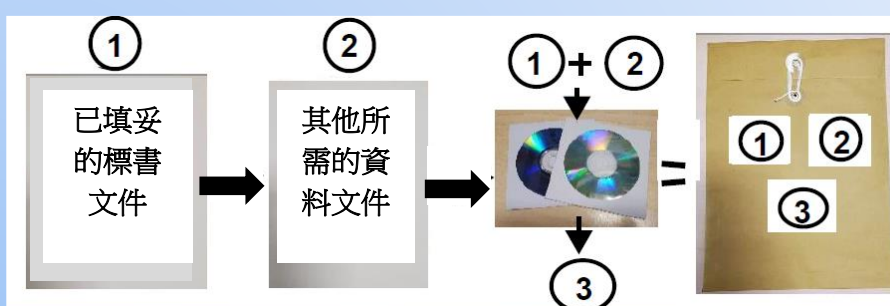 ①
②
①+ ②
已填妥
的標書
文件
其他所
需的資
料文件
=
① ②
③
③